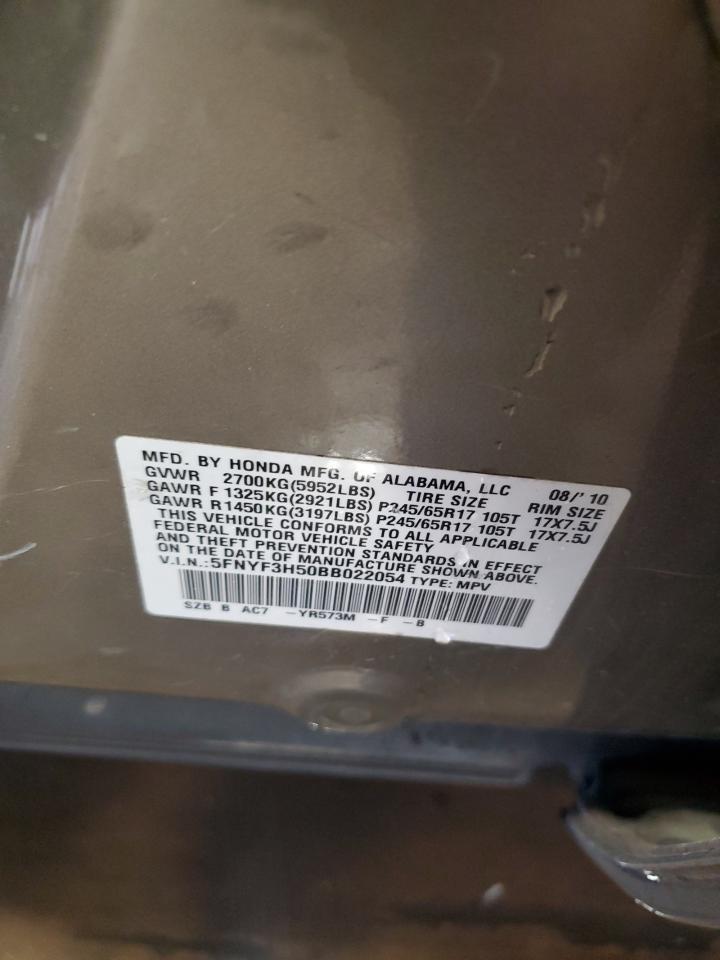 MFD. BY HONDA MFG. OF ALABAMA, LLC 08/'10
GVWR 2700KG(5952LBS) TIRE SIZE RIM SIZE
GAWR F 1325KG(2921LBS) P245/65R17 105T 17X7.5J
GAWR R 1450KG(3197LBS) P245/65R17 105T 17X7.5J
THIS VEHICLE CONFORMS TO ALL APPLICABLE
FEDERAL MOTOR VEHICLE SAFETY
AND THEFT PREVENTION STANDARDS IN EFFECT
ON THE DATE OF MANUFACTURE SHOWN ABOVE.
V.I.N.:5FNYF3H50BB022054 TYPE: MPV
SZB B AC7 -YR573M -F -B